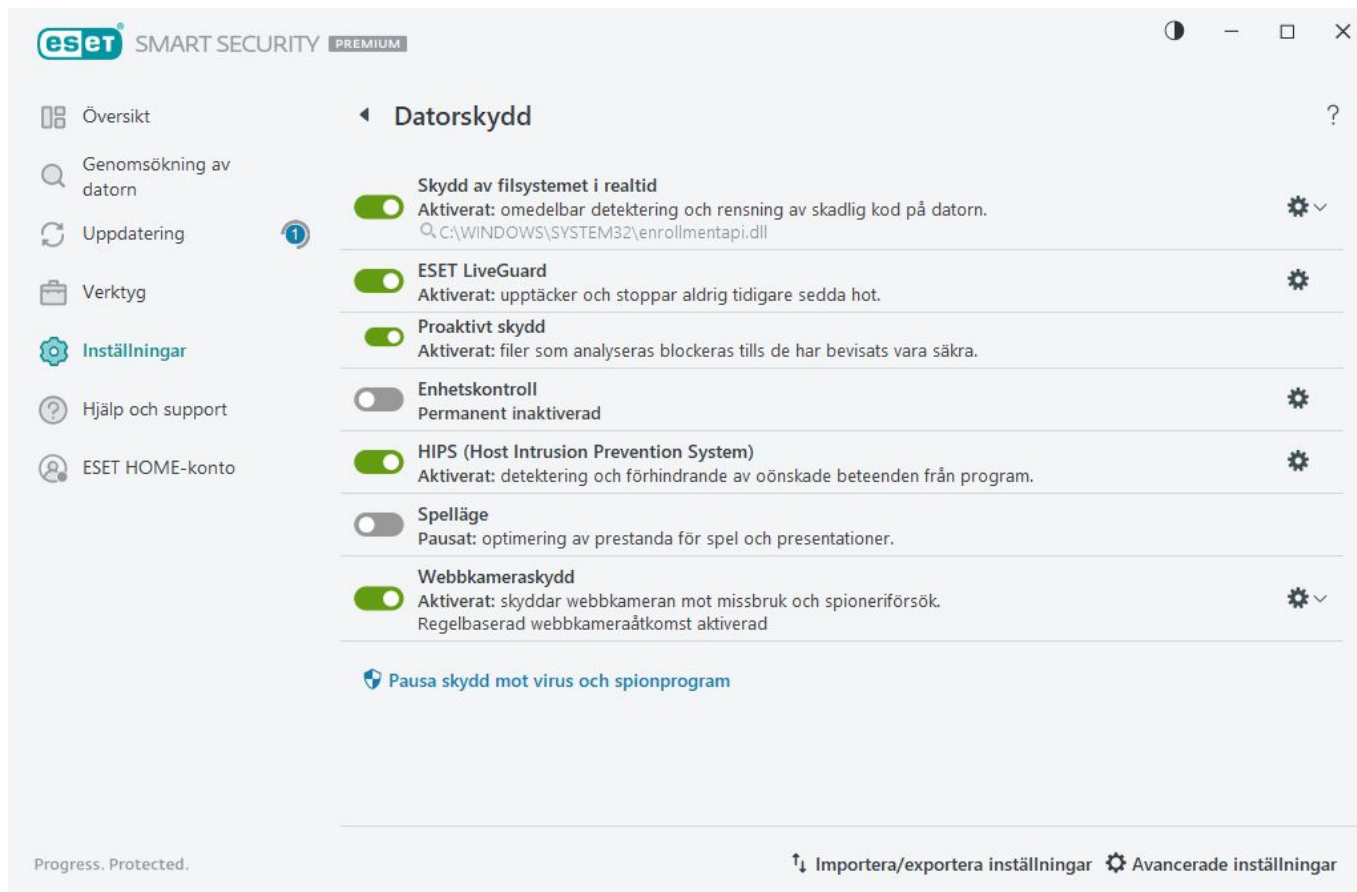 eset SMART SECURITY PREMIUM
Översikt
Genomsökning av
datorn
Uppdatering 1
Verktyg
Inställningar
Hjälp och support
ESET HOME-konto
Datorskydd ?
Skydd av filsystemet i realtid
Aktiverat: omedelbar detektering och rensning av skadlig kod på datorn.
C:\WINDOWS\SYSTEM32\enrollmentapi.dll
ESET LiveGuard
Aktiverat: upptäcker och stoppar aldrig tidigare sedda hot.
Proaktivt skydd
Aktiverat: filer som analyseras blockeras tills de har bevisats vara säkra.
Enhetskontroll
Permanent inaktiverad
HIPS (Host Intrusion Prevention System)
Aktiverat: detektering och förhindrande av oönskade beteenden från program.
Spelläge
Pausat: optimering av prestanda för spel och presentationer.
Webbkameraskydd
Aktiverat: skyddar webbkameran mot missbruk och spioneriförsök.
Regelbaserad webbkameraåtkomst aktiverad
Pausa skydd mot virus och spionprogram
Progress. Protected.
Importera/exportera inställningar Avancerade inställningar